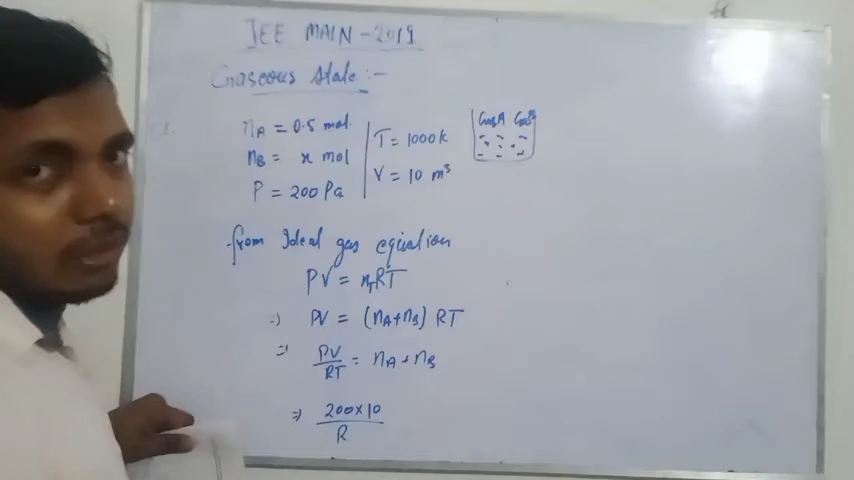 JEE MAIN-2019
Gaseous state:-
nA = 0.5 mol.
nB = x mol
P = 200 Pa
T = 1000k
V = 10 m³
Gas A Gas B
from Ideal gas equation
PV = nTRT
⇒ PV = (nA+nB) RT
⇒ PV/RT = nA + nB
⇒ 200×10/R